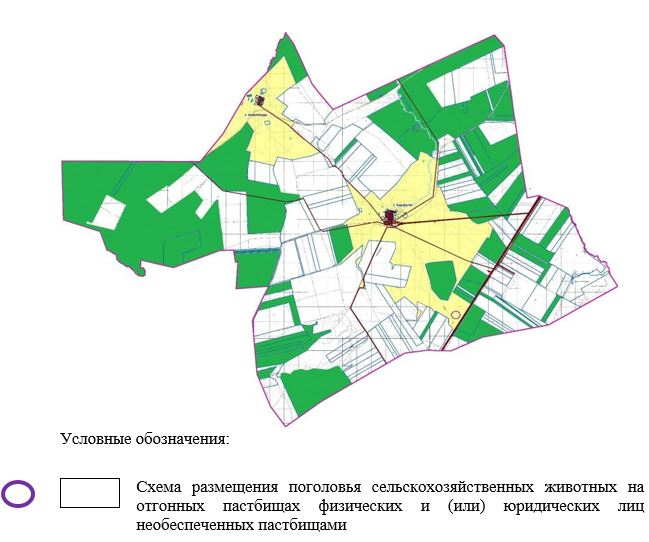 Условные обозначения:
Схема размещения поголовья сельскохозяйственных животных на
отгонных пастбищах физических и (или) юридических лиц
необеспеченных пастбищами